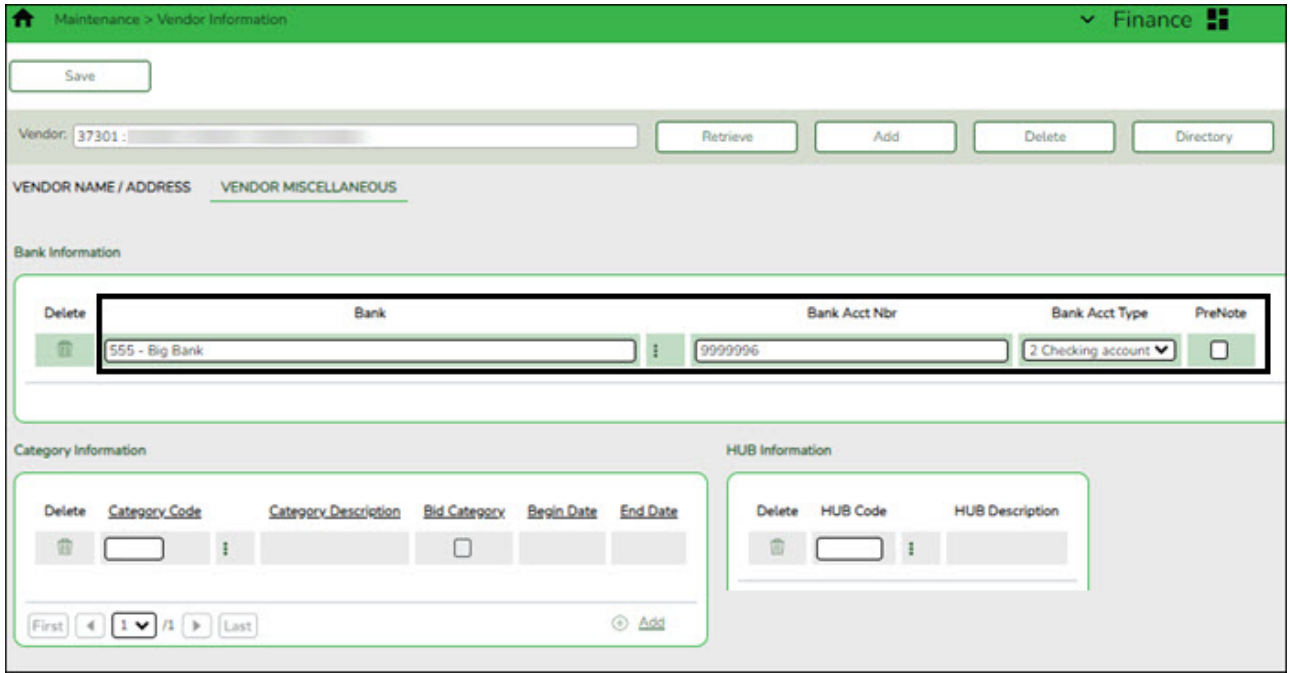 Maintenance > Vendor Information Finance
Save
Vendor: 37301 : Retrieve Add Delete Directory
VENDOR NAME / ADDRESS VENDOR MISCELLANEOUS
Bank Information
Delete Bank Bank Acct Nbr Bank Acct Type PreNote
555 - Big Bank 9999996 2 Checking account
Category Information HUB Information
Delete Category Code Category Description Bid Category Begin Date End Date Delete HUB Code HUB Description
First 1 /1 Last Add